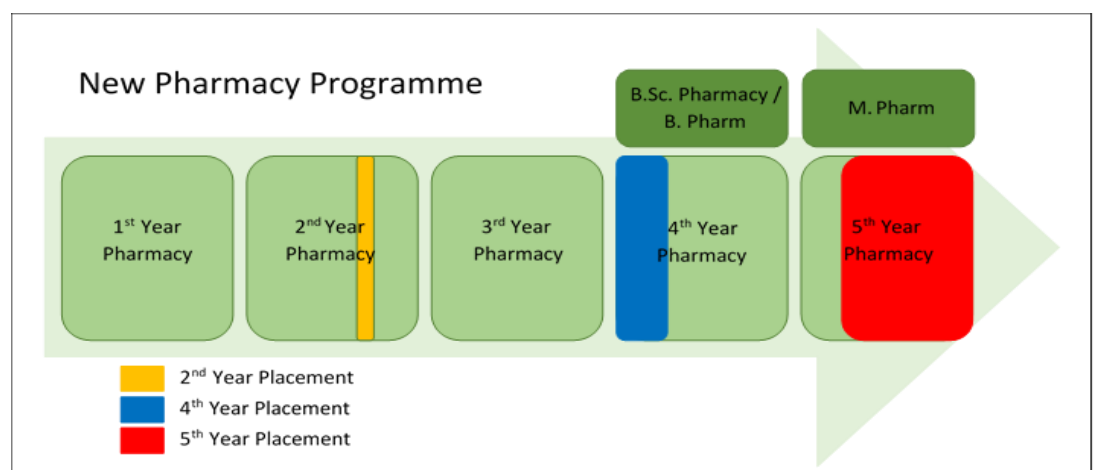 New Pharmacy Programme
B.Sc. Pharmacy /
B. Pharm
M. Pharm
1st Year
Pharmacy
2nd Year
Pharmacy
3rd Year
Pharmacy
4th Year
Pharmacy
5th Year
Pharmacy
2nd Year Placement
4th Year Placement
5th Year Placement